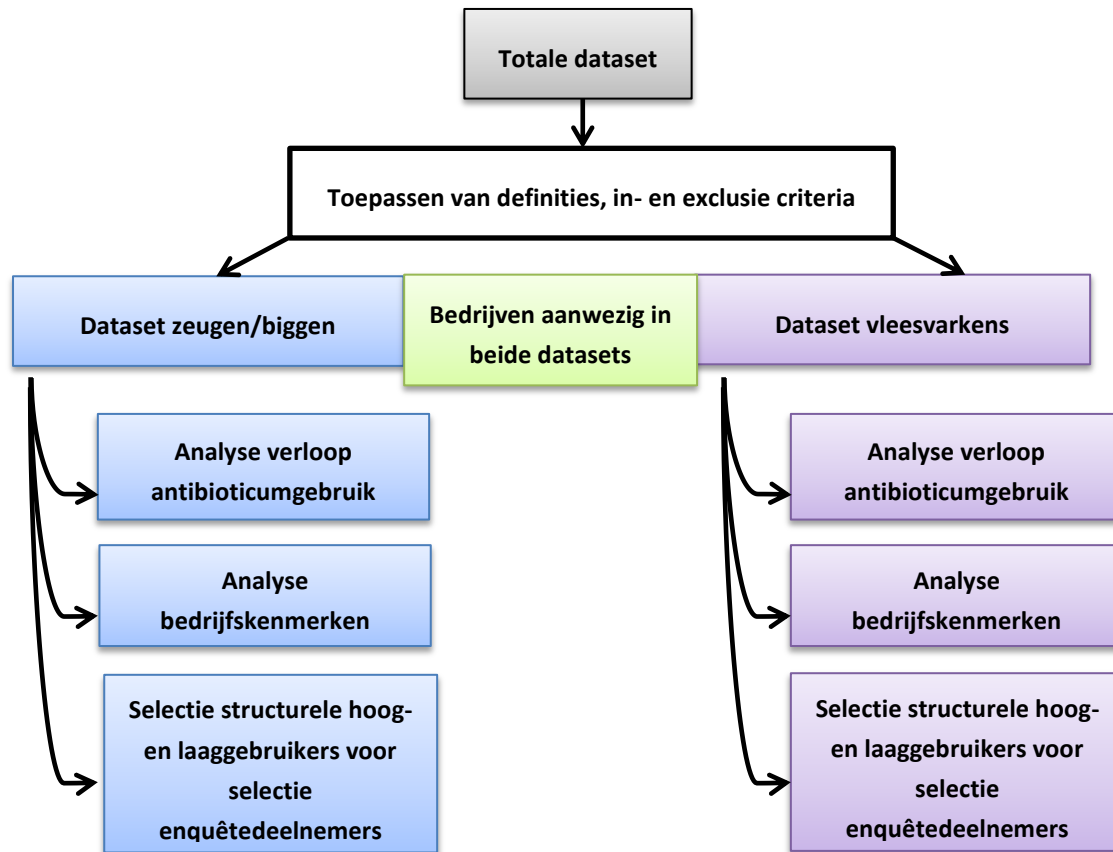 Totale dataset
Toepassen van definities, in- en exclusie criteria
Dataset zeugen/biggen
Bedrijven aanwezig in
beide datasets
Dataset vleesvarkens
Analyse verloop
antibioticumgebruik
Analyse
bedrijfskenmerken
Selectie structurele hoog-
en laaggebruikers voor
selectie
enquêtedeelnemers
Analyse verloop
antibioticumgebruik
Analyse
bedrijfskenmerken
Selectie structurele hoog-
en laaggebruikers voor
selectie
enquêtedeelnemers